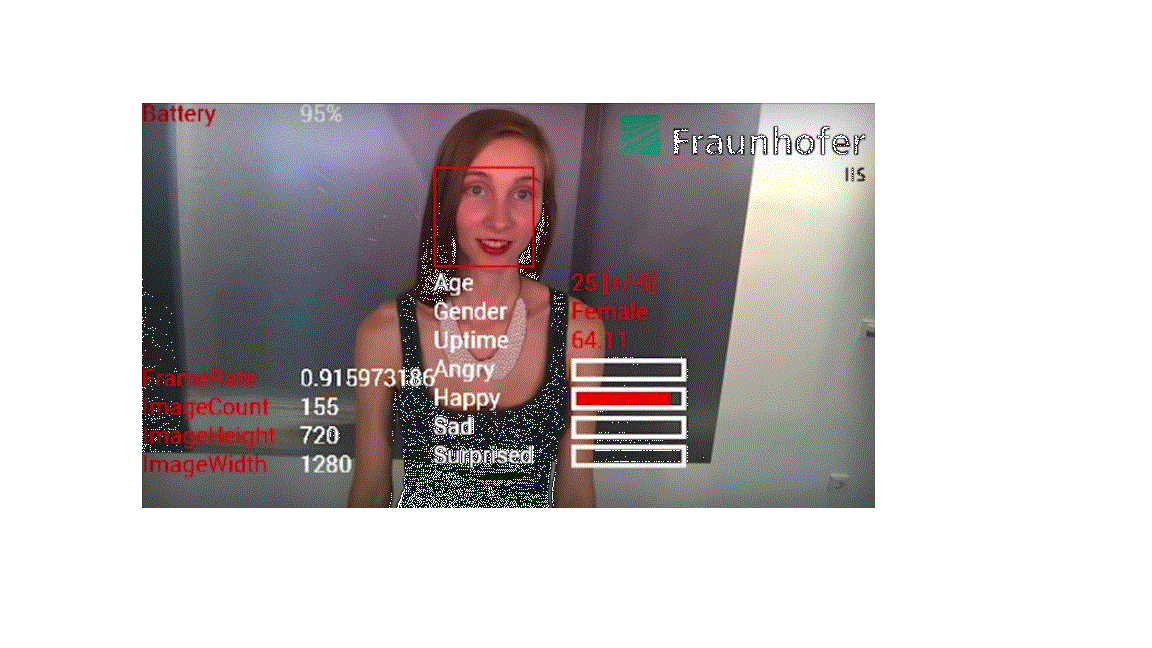 Battery 95%
Fraunhofer
IIS
Age 25 [+/-9]
Gender Female
Uptime 64.11
Angry
FrameRate 0.915973186
Happy
ImageCount 155
Sad
ImageHeight 720
Surprised
ImageWidth 1280